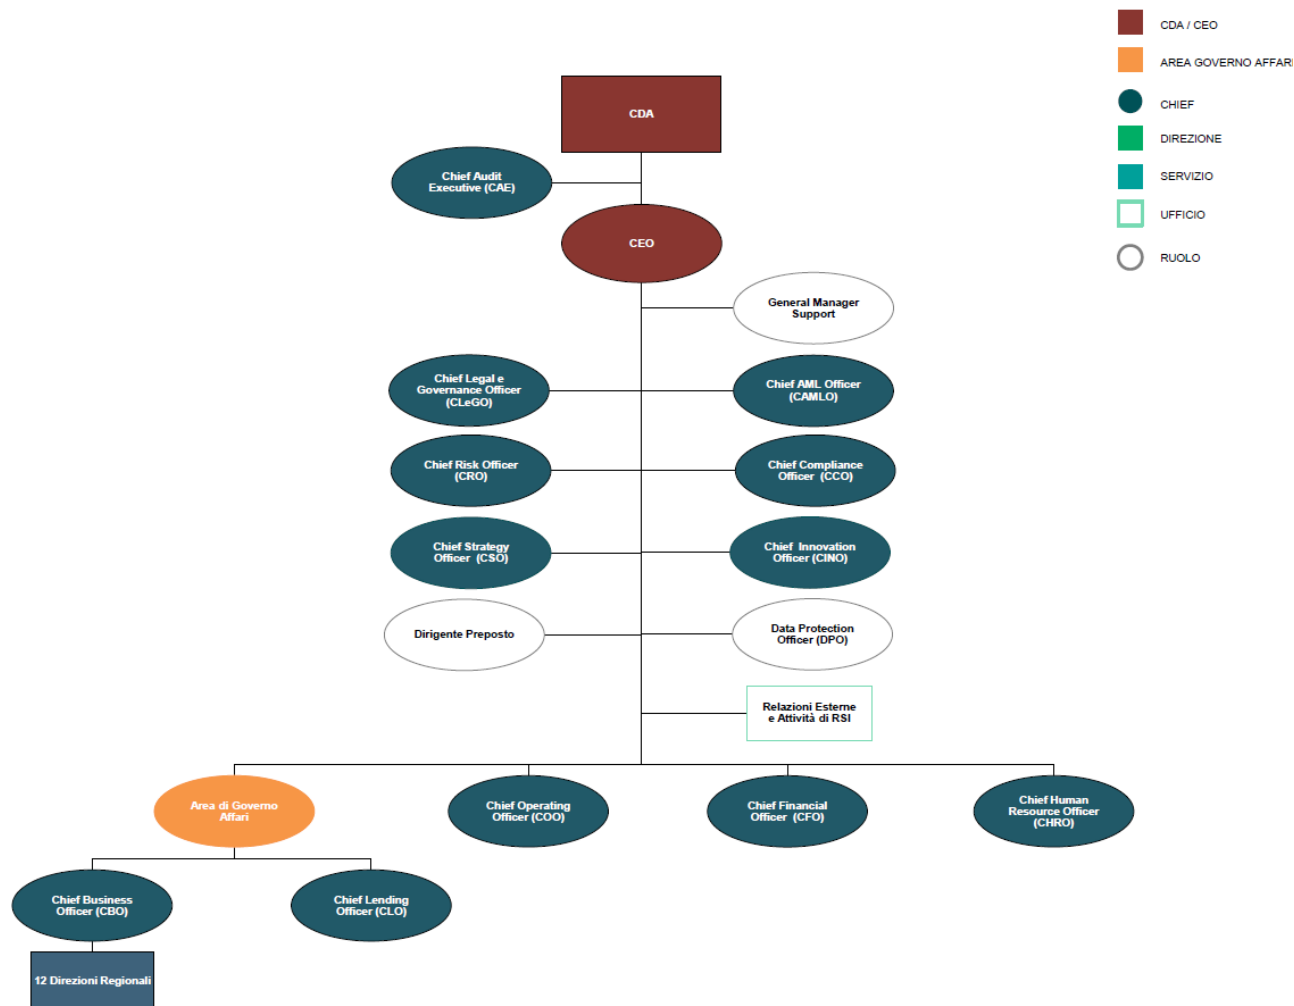 CDA / CEO
AREA GOVERNO AFFARI
CHIEF
DIREZIONE
SERVIZIO
UFFICIO
RUOLO
CDA
Chief Audit
Executive (CAE)
CEO
General Manager
Support
Chief Legal e
Governance Officer
(CLeGO)
Chief AML Officer
(CAMLO)
Chief Risk Officer
(CRO)
Chief Compliance
Officer (CCO)
Chief Strategy
Officer (CSO)
Chief Innovation
Officer (CINO)
Dirigente Preposto
Data Protection
Officer (DPO)
Relazioni Esterne
e Attività di RSI
Area di Governo
Affari
Chief Operating
Officer (COO)
Chief Financial
Officer (CFO)
Chief Human
Resource Officer
(CHRO)
Chief Business
Officer (CBO)
Chief Lending
Officer (CLO)
12 Direzioni Regionali